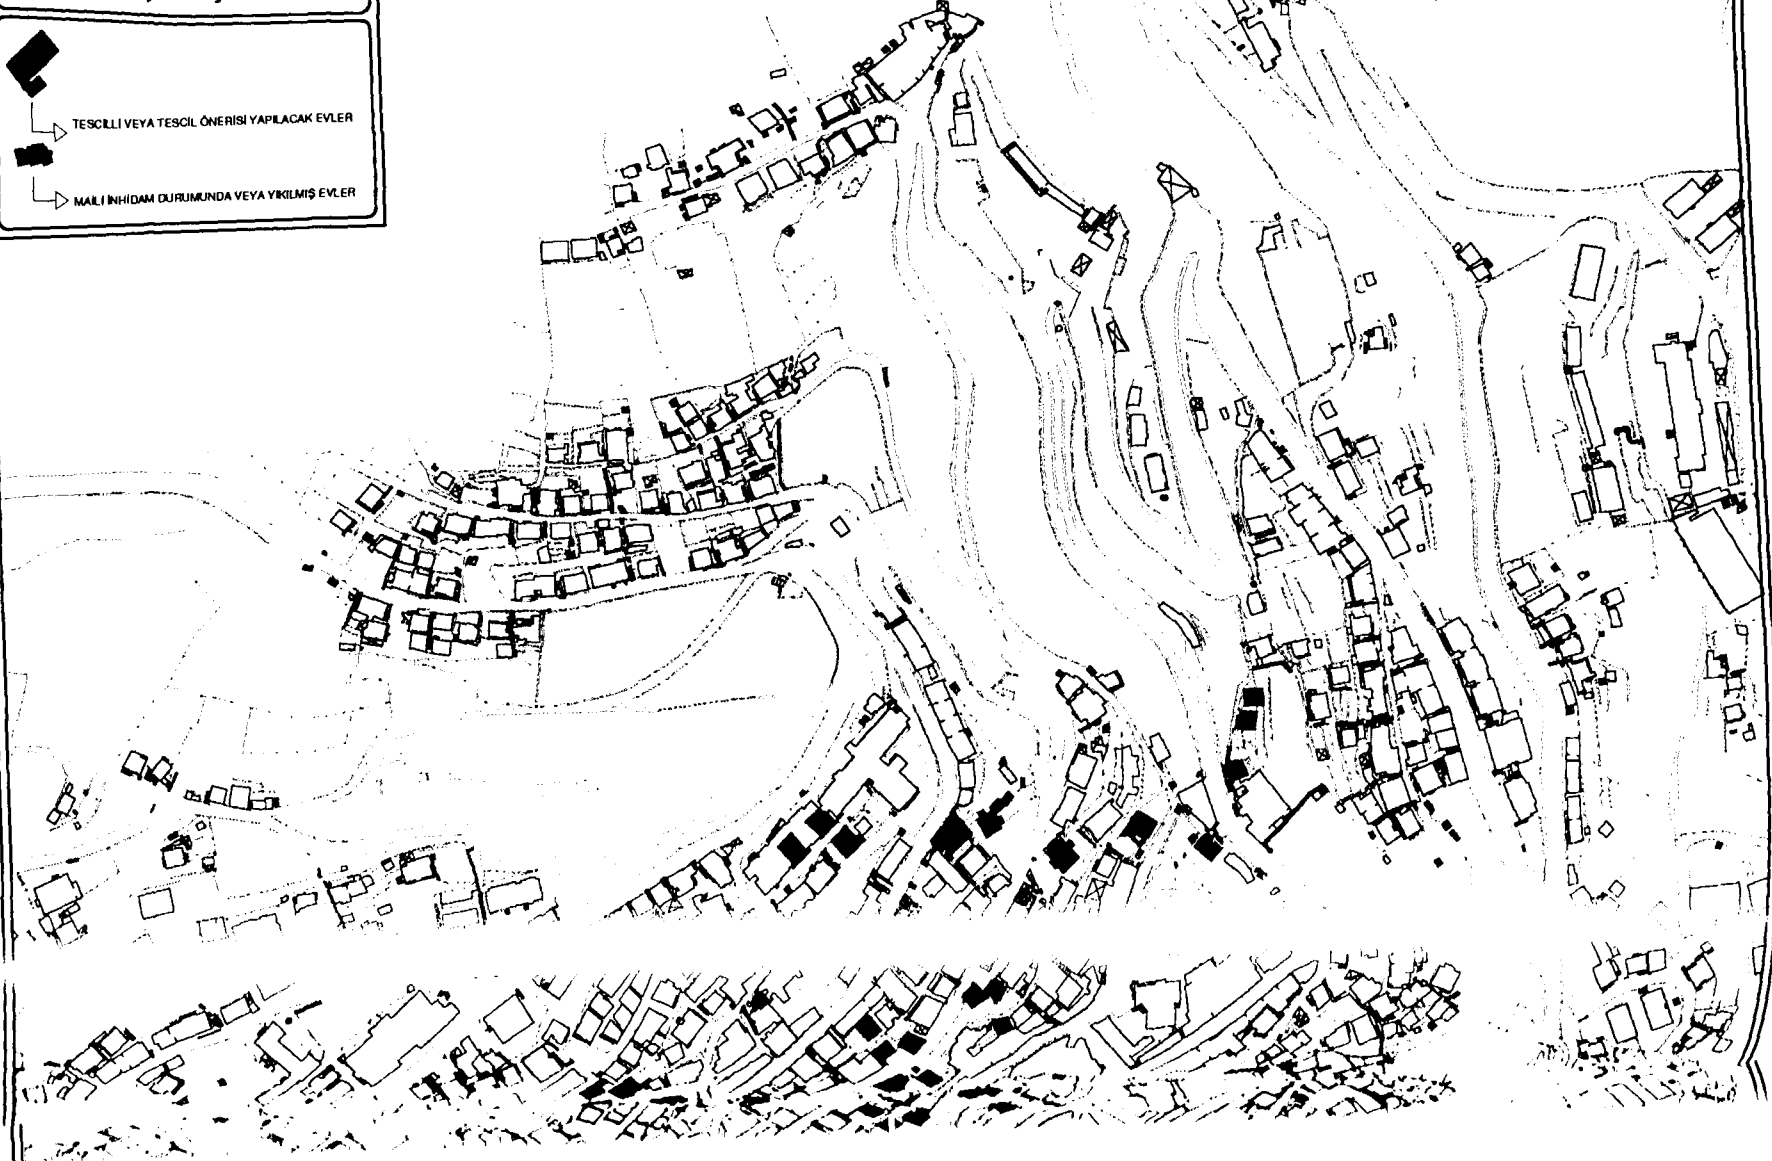 TESCİLLİ VEYA TESCİL ÖNERİSİ YAPILACAK EVLER
MAİLİ İNHİDAM DURUMUNDA VEYA YIKILMIŞ EVLER